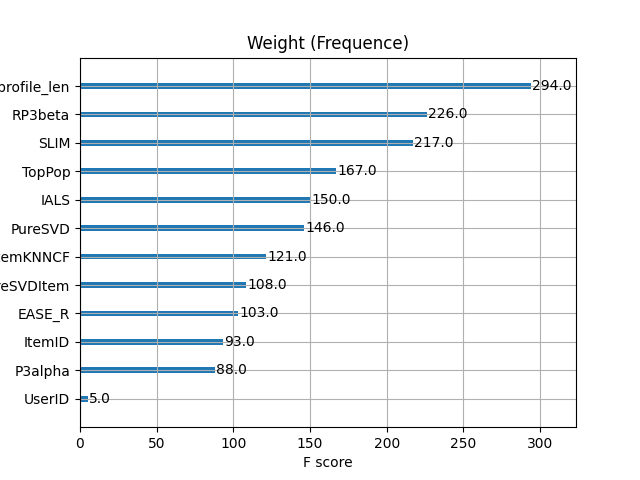 Weight (Frequence)
profile_len 294.0
RP3beta 226.0
SLIM 217.0
TopPop 167.0
IALS 150.0
PureSVD 146.0
emKNNCF 121.0
eSVDItem 108.0
EASE_R 103.0
ItemID 93.0
P3alpha 88.0
UserID 5.0
0 50 100 150 200 250 300
F score